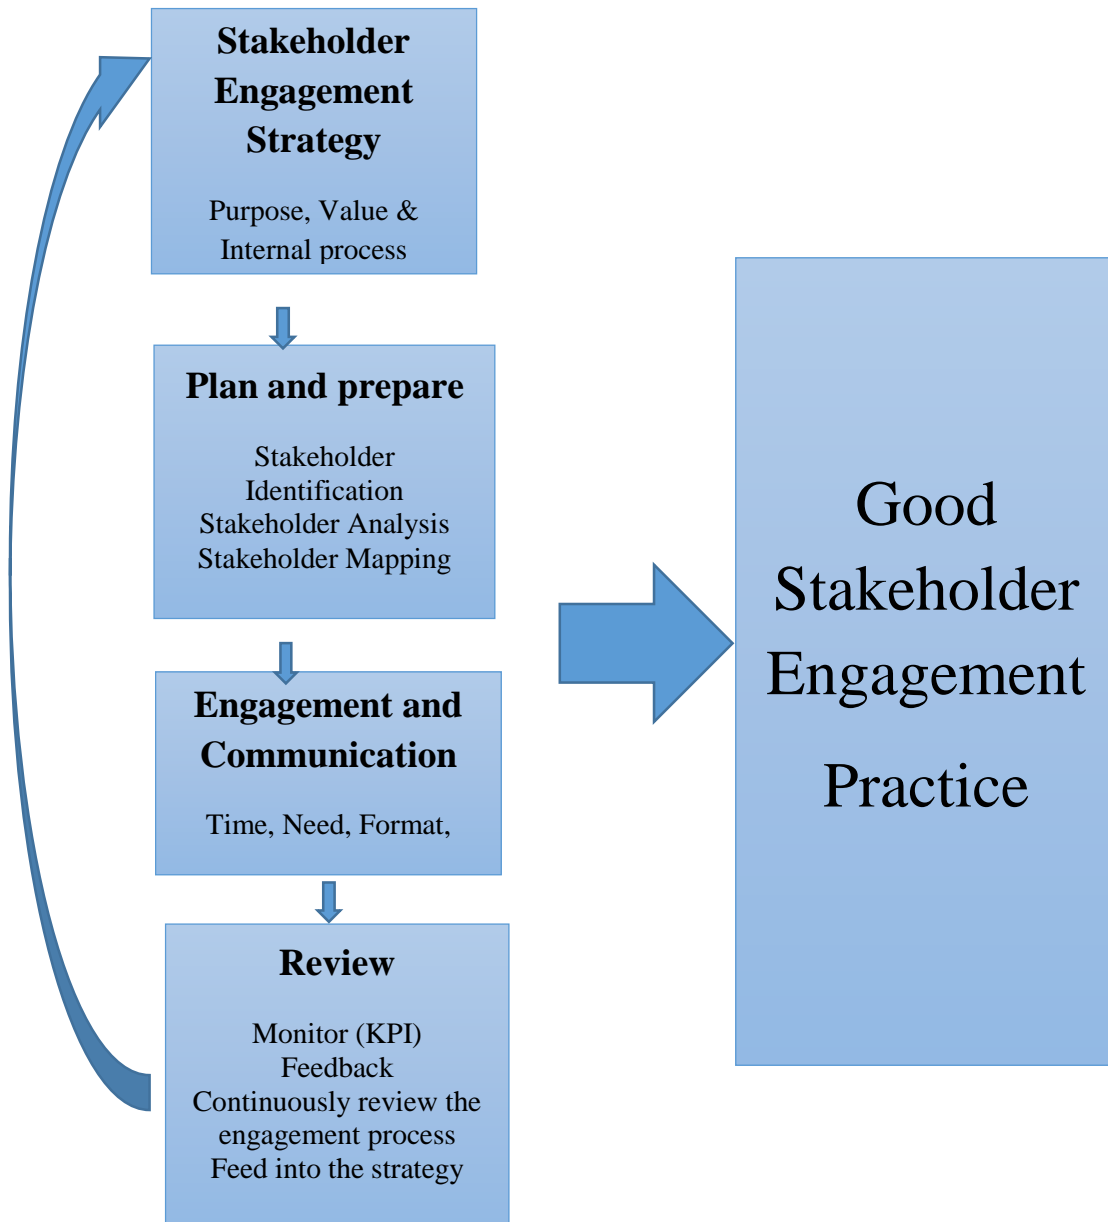 Stakeholder
Engagement
Strategy
Purpose, Value &
Internal process
Plan and prepare
Stakeholder
Identification
Stakeholder Analysis
Stakeholder Mapping
Engagement and
Communication
Time, Need, Format,
Review
Monitor (KPI)
Feedback
Continuously review the
engagement process
Feed into the strategy
Good
Stakeholder
Engagement
Practice